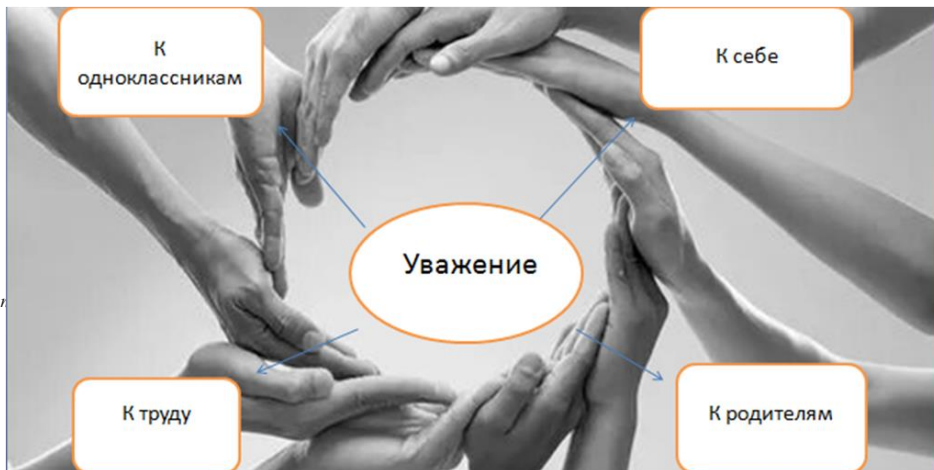 К
одноклассникам
К себе
Уважение
К труду
К родителям